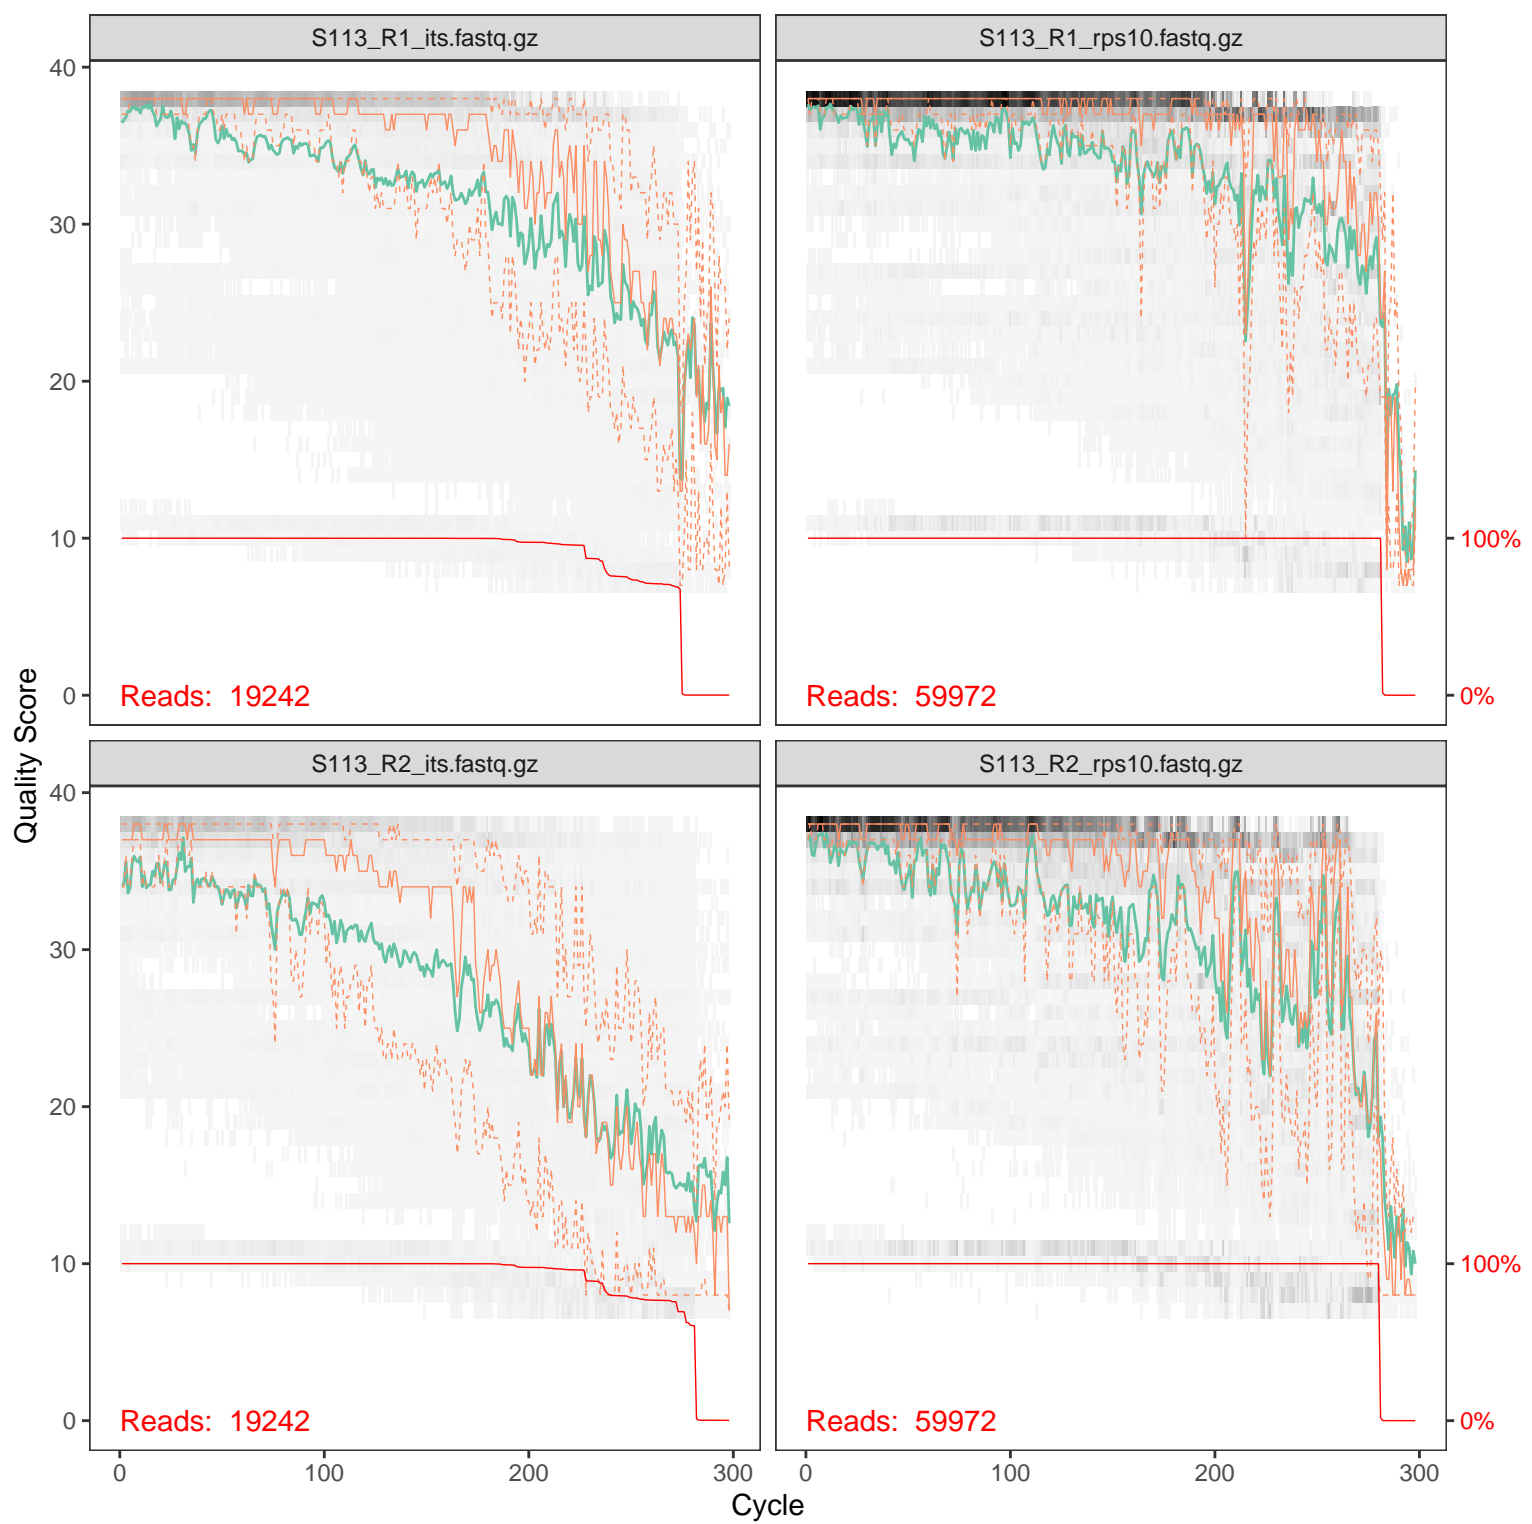 S113_R1_its.fastq.gz
S113_R1_rps10.fastq.gz
40
30
20
10
0
100%
0%
Reads: 19242
Reads: 59972
Quality Score
S113_R2_its.fastq.gz
S113_R2_rps10.fastq.gz
40
30
20
10
0
100%
0%
Reads: 19242
Reads: 59972
0 100 200 300
0 100 200 300
Cycle